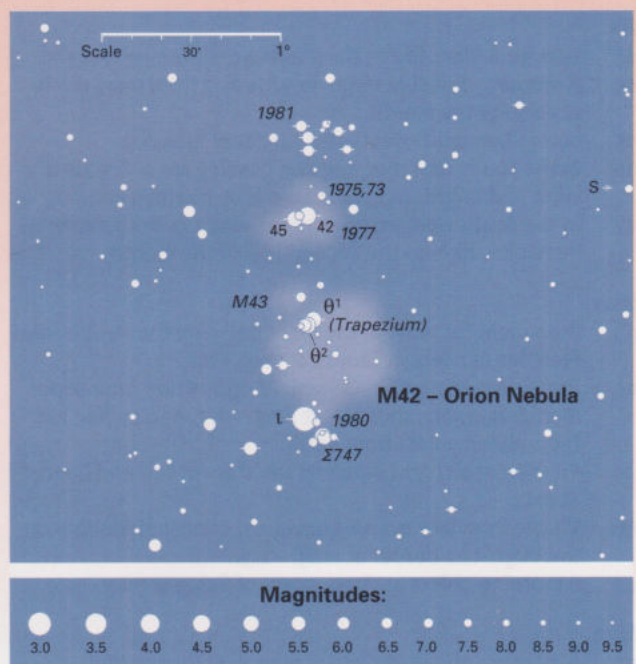 Scale 30' 1°
1981
S
1975,73
45 42 1977
M43 θ¹
(Trapezium)
θ²
M42 – Orion Nebula
ι 1980
Σ747
Magnitudes:
3.0 3.5 4.0 4.5 5.0 5.5 6.0 6.5 7.0 7.5 8.0 8.5 9.0 9.5